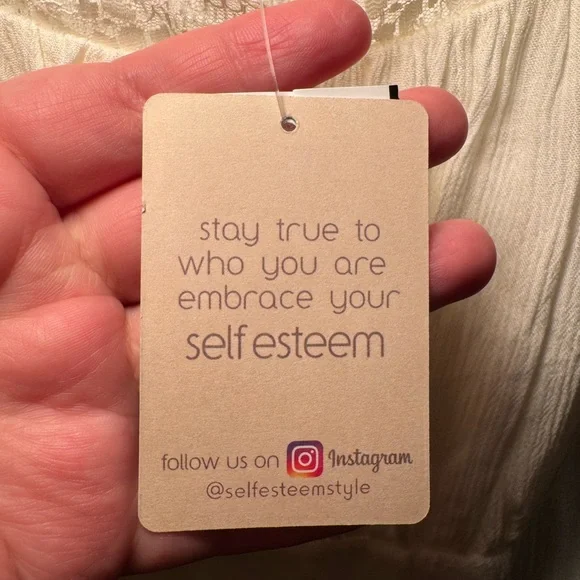 stay true to
who you are
embrace your
self esteem
follow us on Instagram
@selfesteemstyle